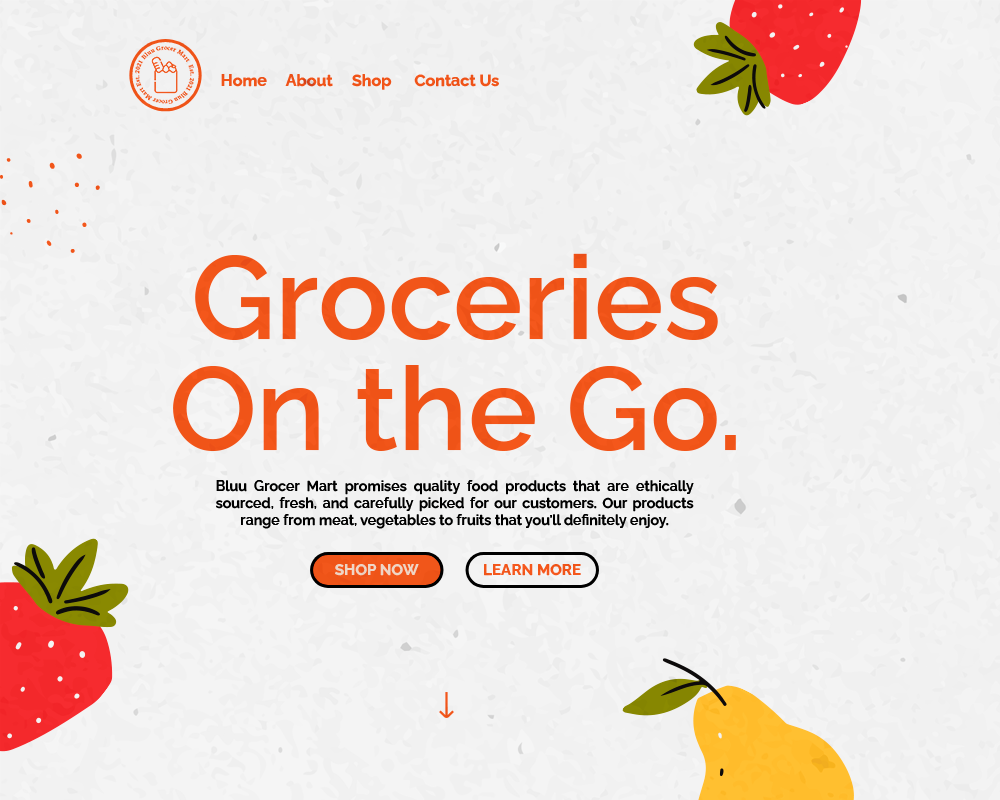 Bluu Grocer Mart Est. 2021 Bluu Grocer Mart Est. 2021
Home About Shop Contact Us
Groceries
On the Go.
Bluu Grocer Mart promises quality food products that are ethically
sourced, fresh, and carefully picked for our customers. Our products
range from meat, vegetables to fruits that you'll definitely enjoy.
SHOP NOW LEARN MORE